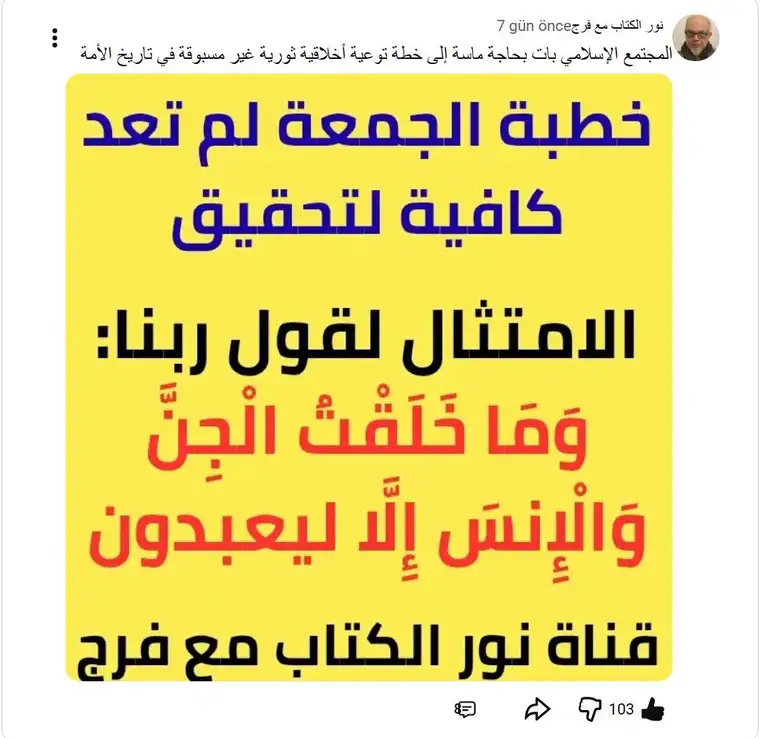 نور الكتاب مع فرج 7 gün önce
المجتمع الإسلامي بات بحاجة ماسة إلى خطة توعية أخلاقية ثورية غير مسبوقة في تاريخ الأمة
خطبة الجمعة لم تعد
كافية لتحقيق
الامتثال لقول ربنا:
وَمَا خَلَقْتُ الْجِنَّ
وَالْإِنسَ إِلَّا ليعبدون
قناة نور الكتاب مع فرج
103